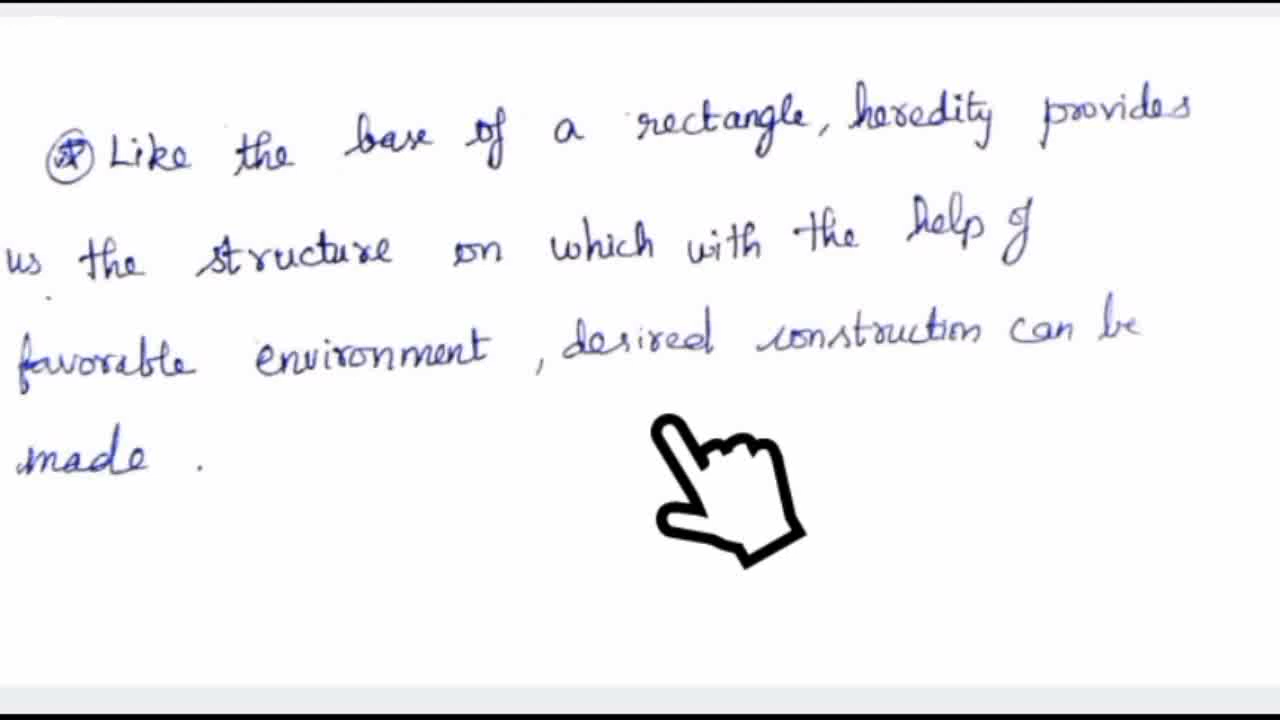 Like the base of a rectangle, heredity provides
us the structure on which with the help of
favorable environment, desired construction can be
made.